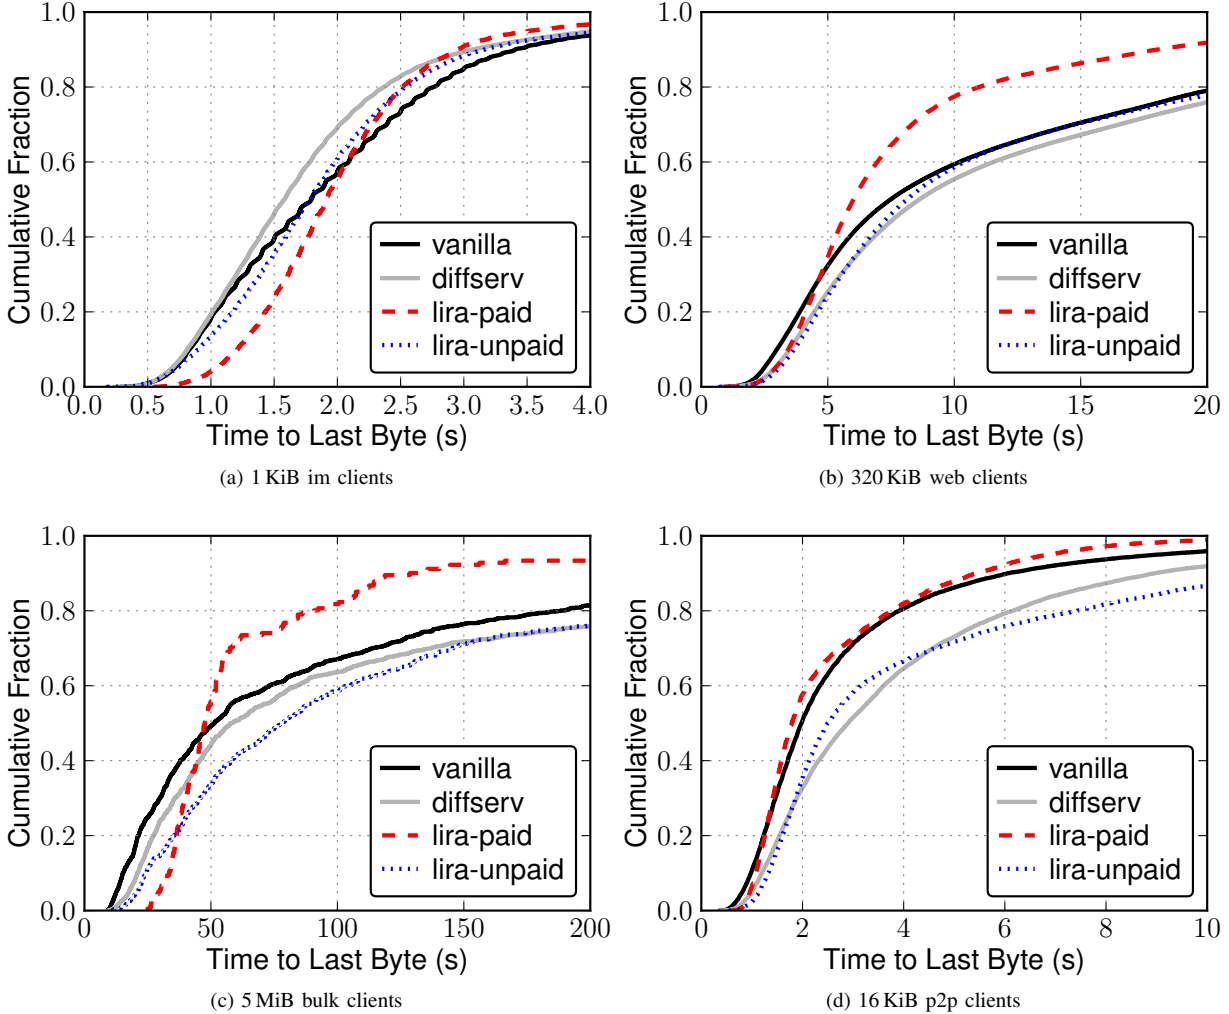 1.0
0.8
0.6
0.4
0.2
0.0
Cumulative Fraction
0.0 0.5 1.0 1.5 2.0 2.5 3.0 3.5 4.0
Time to Last Byte (s)
vanilla
diffserv
lira-paid
lira-unpaid
(a) 1 KiB im clients
1.0
0.8
0.6
0.4
0.2
0.0
Cumulative Fraction
0 5 10 15 20
Time to Last Byte (s)
vanilla
diffserv
lira-paid
lira-unpaid
(b) 320 KiB web clients
1.0
0.8
0.6
0.4
0.2
0.0
Cumulative Fraction
0 50 100 150 200
Time to Last Byte (s)
vanilla
diffserv
lira-paid
lira-unpaid
(c) 5 MiB bulk clients
1.0
0.8
0.6
0.4
0.2
0.0
Cumulative Fraction
0 2 4 6 8 10
Time to Last Byte (s)
vanilla
diffserv
lira-paid
lira-unpaid
(d) 16 KiB p2p clients